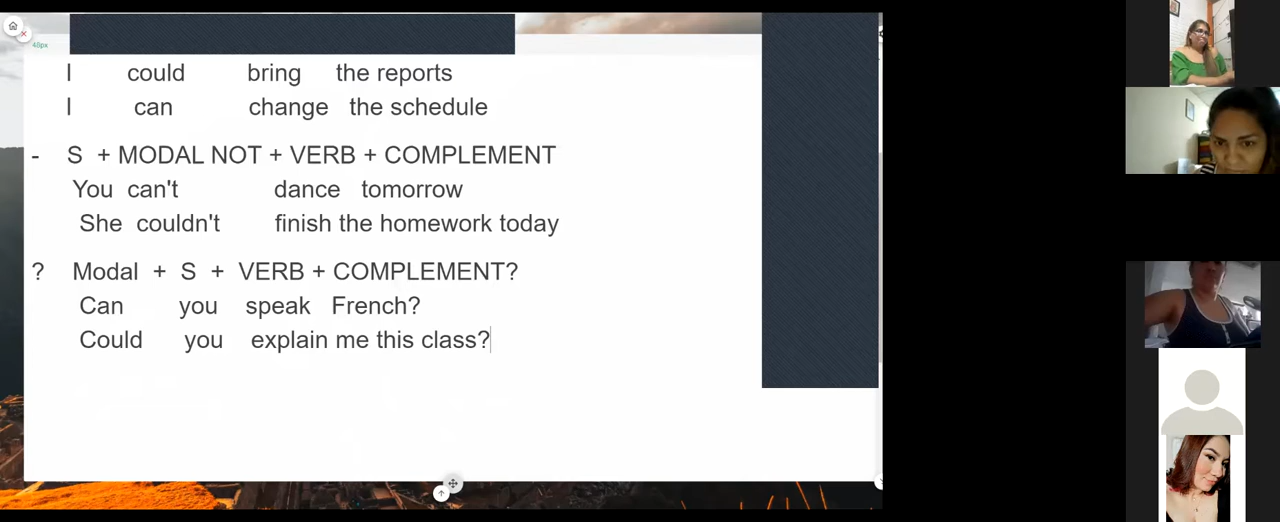 48px
I could bring the reports
I can change the schedule
- S + MODAL NOT + VERB + COMPLEMENT
You can't dance tomorrow
She couldn't finish the homework today
? Modal + S + VERB + COMPLEMENT?
Can you speak French?
Could you explain me this class?